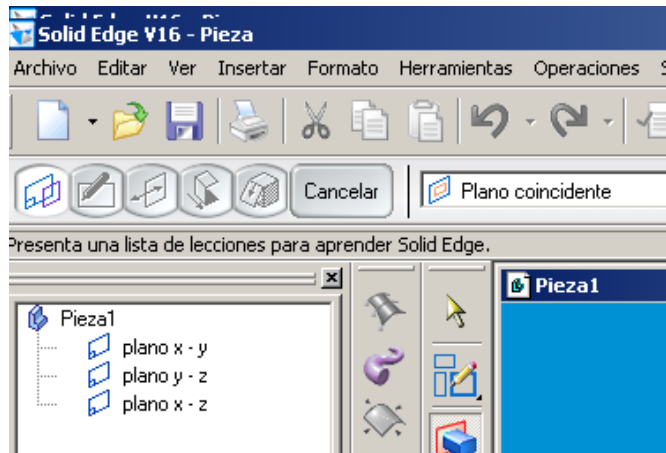 Solid Edge V16 - Pieza
Archivo Editar Ver Insertar Formato Herramientas Operaciones
Cancelar Plano coincidente
Presenta una lista de lecciones para aprender Solid Edge.
Pieza1
Pieza1
plano x - y
plano y - z
plano x - z